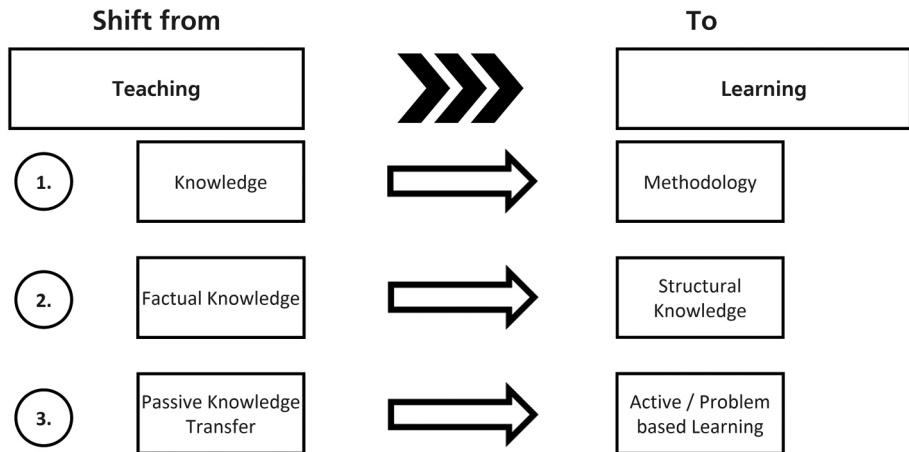 Shift from
To
Teaching
Learning
1.
Knowledge
Methodology
2.
Factual Knowledge
Structural
Knowledge
3.
Passive Knowledge
Transfer
Active / Problem
based Learning